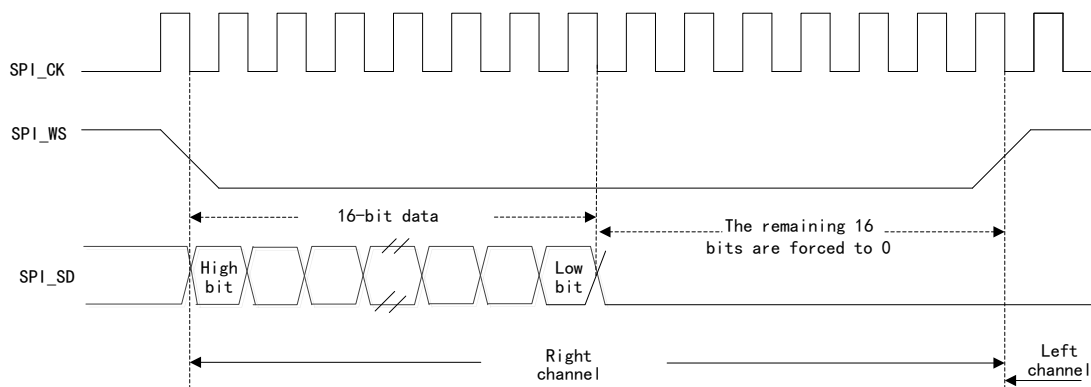 SPI_CK
SPI_WS
16-bit data
The remaining 16
bits are forced to 0
SPI_SD
High
bit
Low
bit
Right
channel
Left
channel